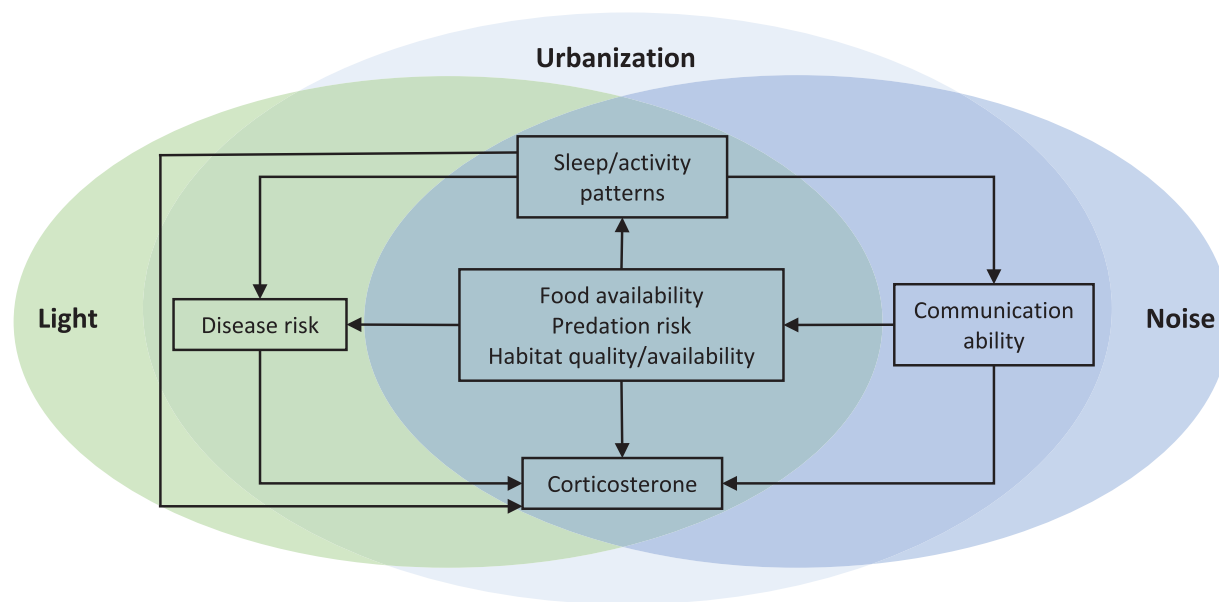 Urbanization
Sleep/activity
patterns
Light
Disease risk
Food availability
Predation risk
Habitat quality/availability
Communication
ability
Noise
Corticosterone